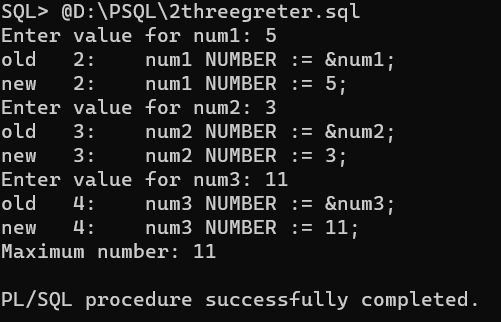 SQL> @D:\PSQL\2threegreter.sql
Enter value for num1: 5
old   2:    num1 NUMBER := &num1;
new   2:    num1 NUMBER := 5;
Enter value for num2: 3
old   3:    num2 NUMBER := &num2;
new   3:    num2 NUMBER := 3;
Enter value for num3: 11
old   4:    num3 NUMBER := &num3;
new   4:    num3 NUMBER := 11;
Maximum number: 11

PL/SQL procedure successfully completed.